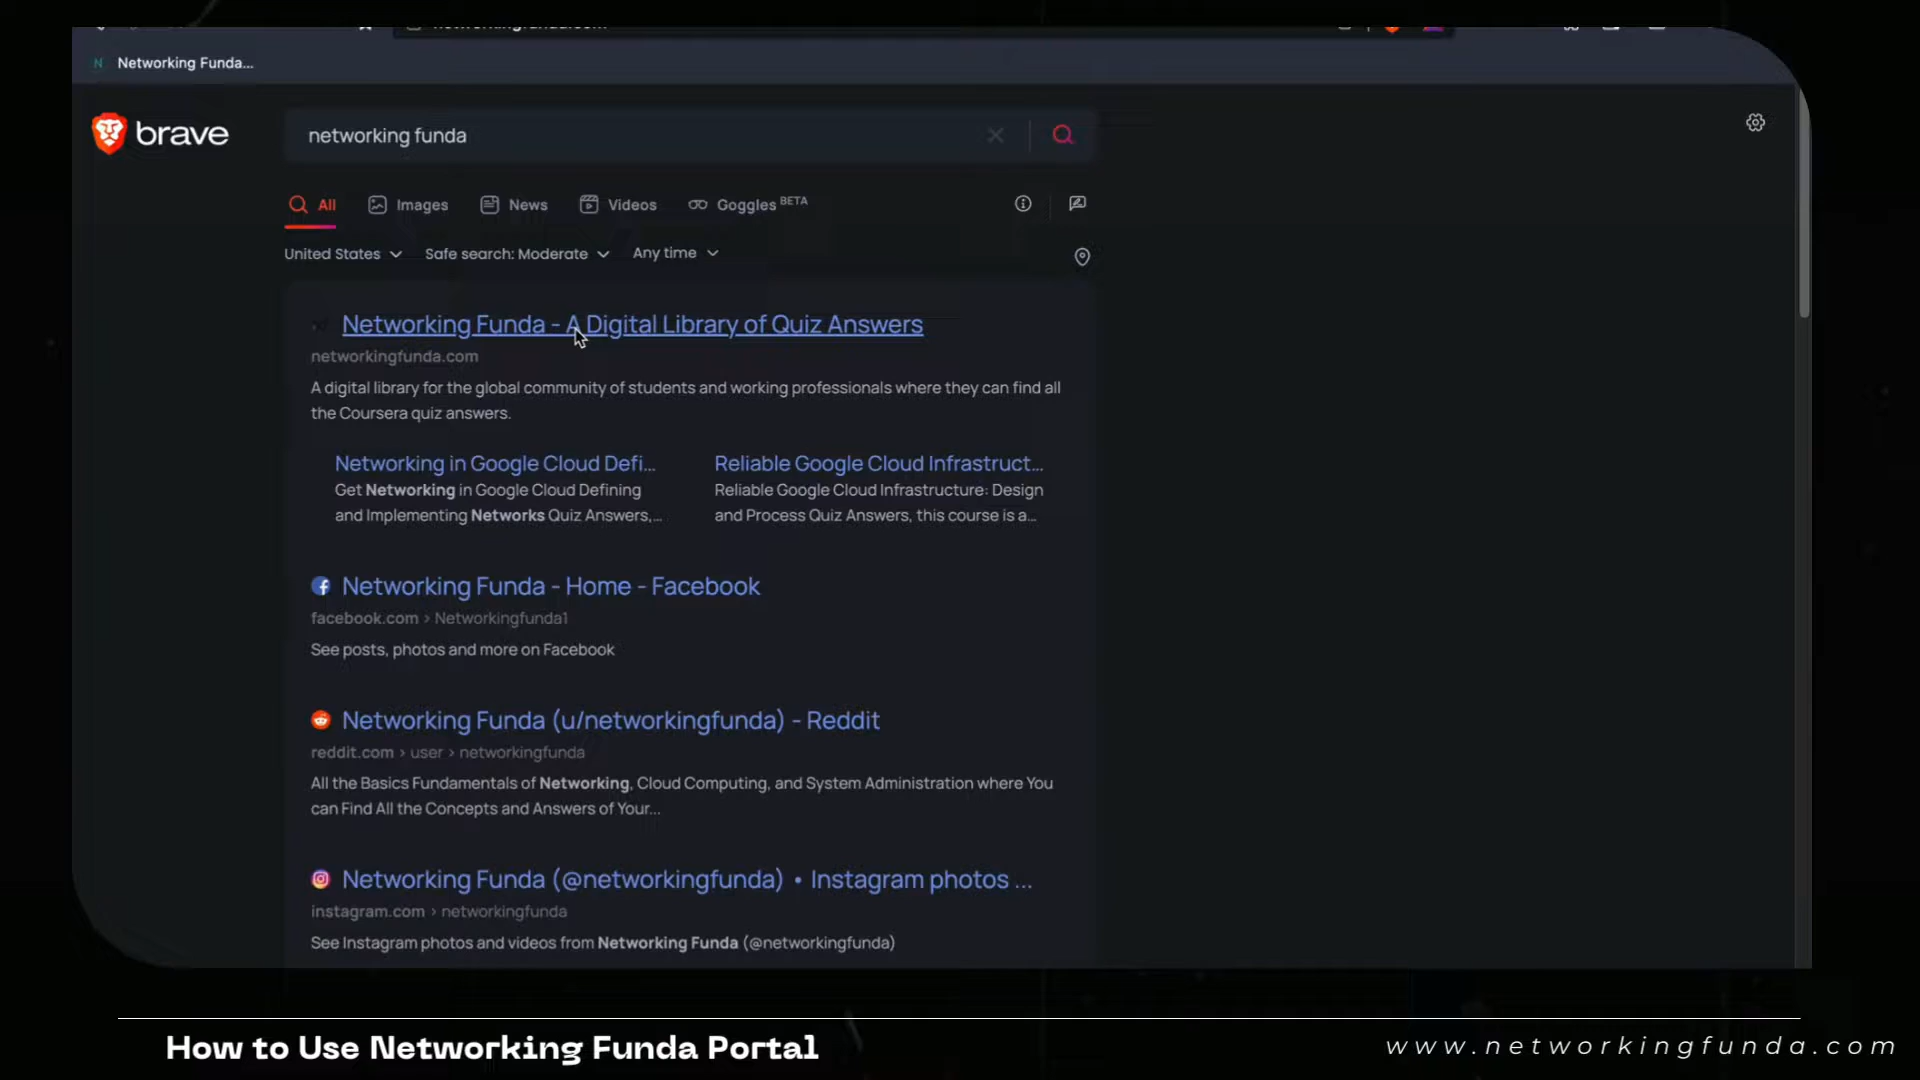 Networking Funda...
brave
networking funda
All Images News Videos Goggles BETA
United States Safe search: Moderate Any time
Networking Funda - A Digital Library of Quiz Answers
networkingfunda.com
A digital library for the global community of students and working professionals where they can find all
the Coursera quiz answers.
Networking in Google Cloud Defi...
Get Networking in Google Cloud Defining
and Implementing Networks Quiz Answers,...
Reliable Google Cloud Infrastruct...
Reliable Google Cloud Infrastructure: Design
and Process Quiz Answers, this course is a...
Networking Funda - Home - Facebook
facebook.com › Networkingfunda1
See posts, photos and more on Facebook
Networking Funda (u/networkingfunda) - Reddit
reddit.com › user › networkingfunda
All the Basics Fundamentals of Networking, Cloud Computing, and System Administration where You
can Find All the Concepts and Answers of Your...
Networking Funda (@networkingfunda) • Instagram photos ...
instagram.com › networkingfunda
See Instagram photos and videos from Networking Funda (@networkingfunda)
How to Use Networking Funda Portal
www.networkingfunda.com